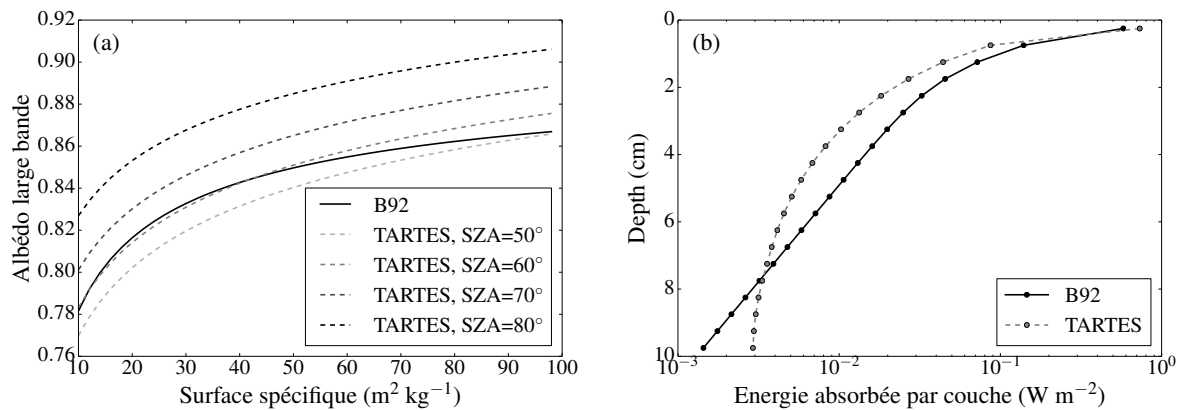 (a)
Albédo large bande
0.92
0.90
0.88
0.86
0.84
0.82
0.80
0.78
0.76
10 20 30 40 50 60 70 80 90 100
Surface spécifique (m² kg⁻¹)
B92
TARTES, SZA=50°
TARTES, SZA=60°
TARTES, SZA=70°
TARTES, SZA=80°
(b)
Depth (cm)
0
2
4
6
8
10
10⁻³ 10⁻² 10⁻¹ 10⁰
Energie absorbée par couche (W m⁻²)
B92
TARTES